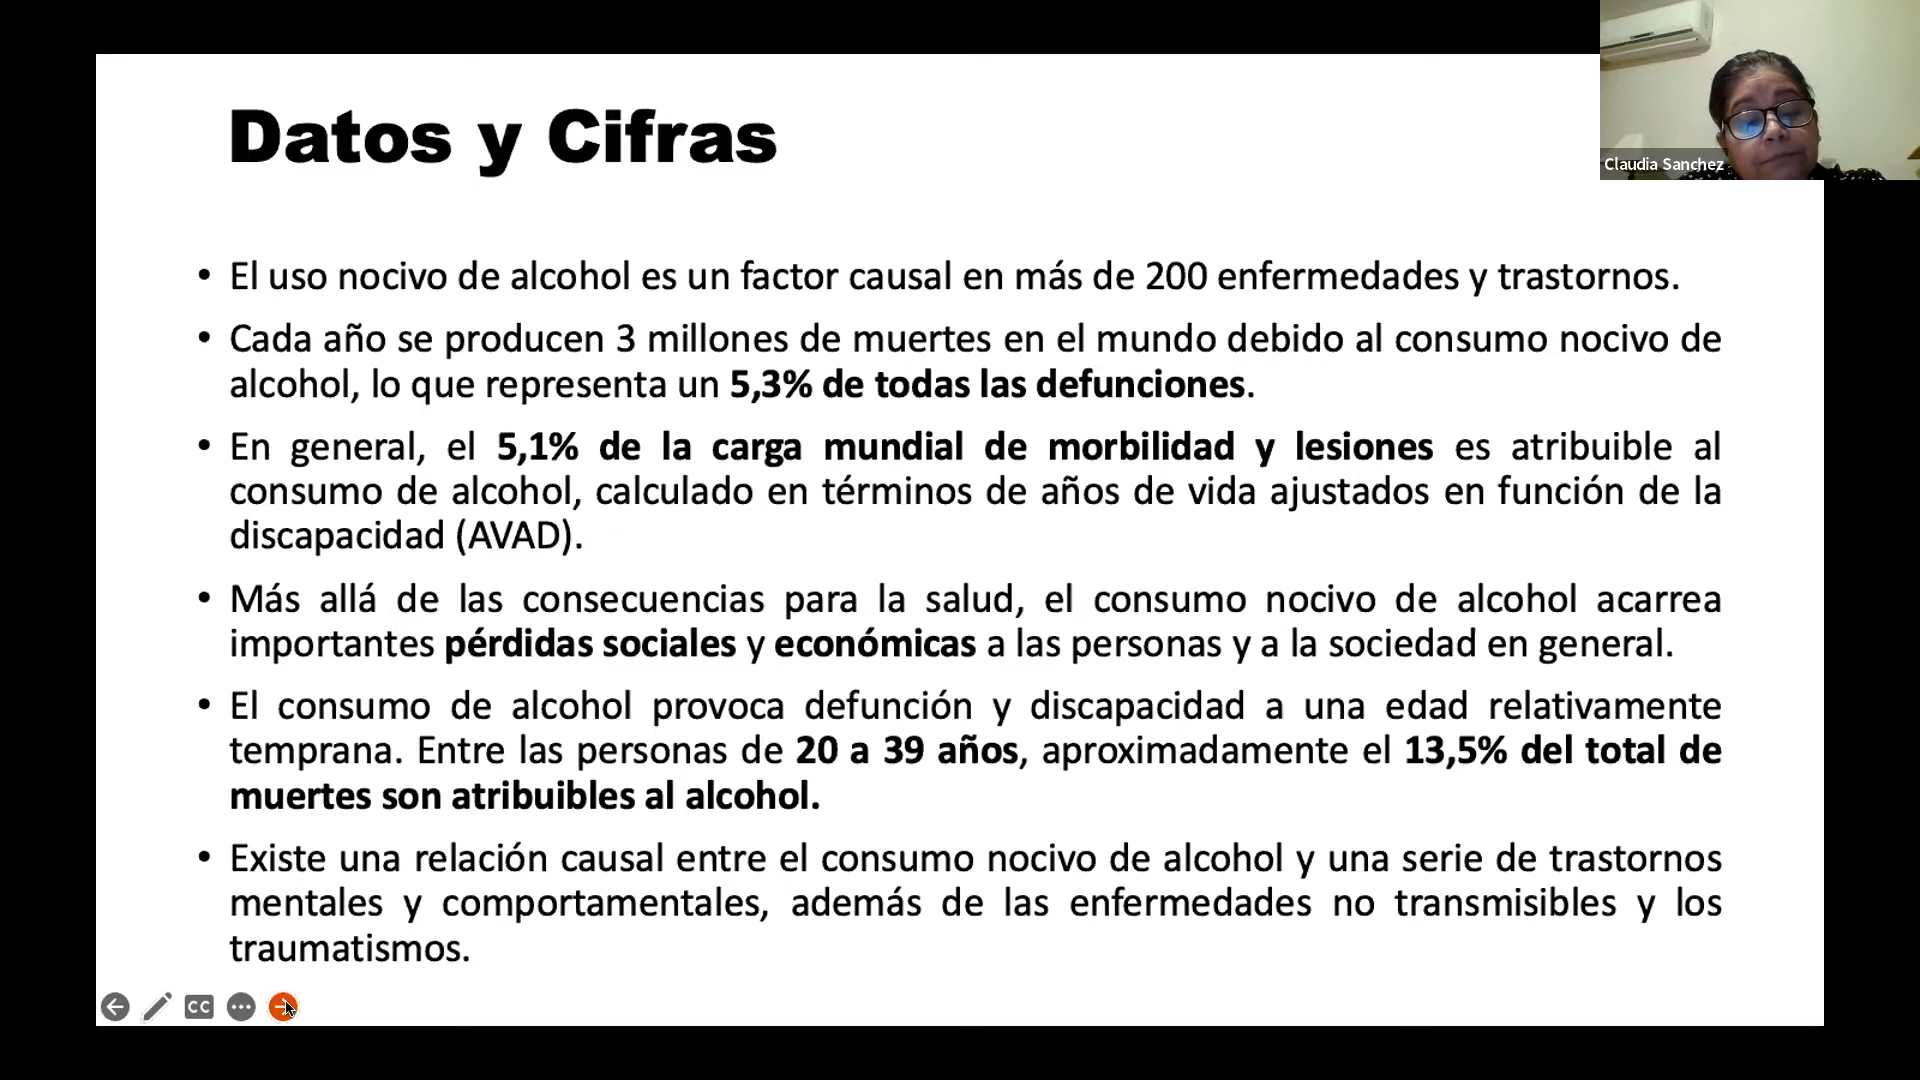 Datos y Cifras
Claudia Sanchez
• El uso nocivo de alcohol es un factor causal en más de 200 enfermedades y trastornos.
• Cada año se producen 3 millones de muertes en el mundo debido al consumo nocivo de
alcohol, lo que representa un 5,3% de todas las defunciones.
• En general, el 5,1% de la carga mundial de morbilidad y lesiones es atribuible al
consumo de alcohol, calculado en términos de años de vida ajustados en función de la
discapacidad (AVAD).
• Más allá de las consecuencias para la salud, el consumo nocivo de alcohol acarrea
importantes pérdidas sociales y económicas a las personas y a la sociedad en general.
• El consumo de alcohol provoca defunción y discapacidad a una edad relativamente
temprana. Entre las personas de 20 a 39 años, aproximadamente el 13,5% del total de
muertes son atribuibles al alcohol.
• Existe una relación causal entre el consumo nocivo de alcohol y una serie de trastornos
mentales y comportamentales, además de las enfermedades no transmisibles y los
traumatismos.
CC